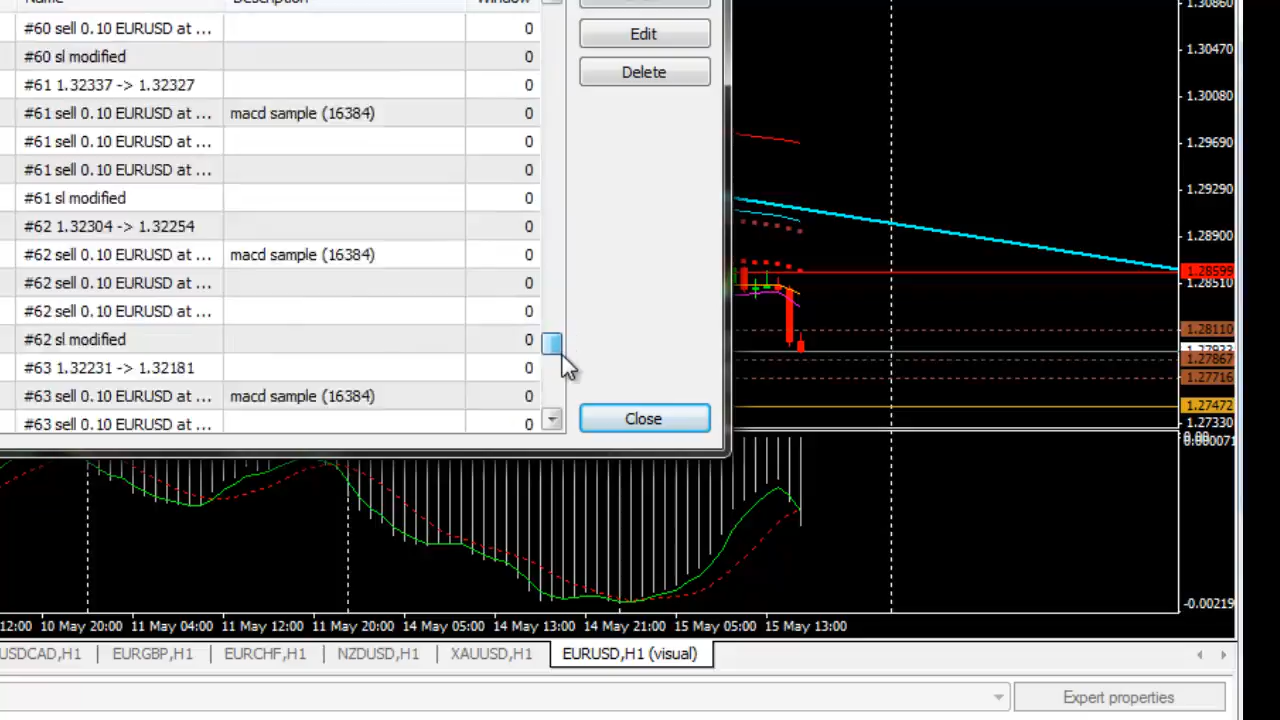 Name Description Window
1.30860
#60 sell 0.10 EURUSD at ... 0
Edit
1.30470
#60 sl modified 0
Delete
#61 1.32337 -> 1.32327 0
1.30080
#61 sell 0.10 EURUSD at ... macd sample (16384) 0
#61 sell 0.10 EURUSD at ... 0
1.29690
#61 sell 0.10 EURUSD at ... 0
1.29290
#61 sl modified 0
#62 1.32304 -> 1.32254 0
1.28900
#62 sell 0.10 EURUSD at ... macd sample (16384) 0
1.28599
#62 sell 0.10 EURUSD at ... 0
1.28510
#62 sell 0.10 EURUSD at ... 0
1.28110
#62 sl modified 0
#63 1.32231 -> 1.32181 0
1.27867
1.27716
#63 sell 0.10 EURUSD at ... macd sample (16384) 0
1.27472
#63 sell 0.10 EURUSD at ... 0
Close
1.27330
-0.00219
12:00 10 May 20:00 11 May 04:00 11 May 12:00 11 May 20:00 14 May 05:00 14 May 13:00 14 May 21:00 15 May 05:00 15 May 13:00
USDCAD,H1 | EURGBP,H1 | EURCHF,H1 | NZDUSD,H1 | XAUUSD,H1 EURUSD,H1 (visual)
Expert properties